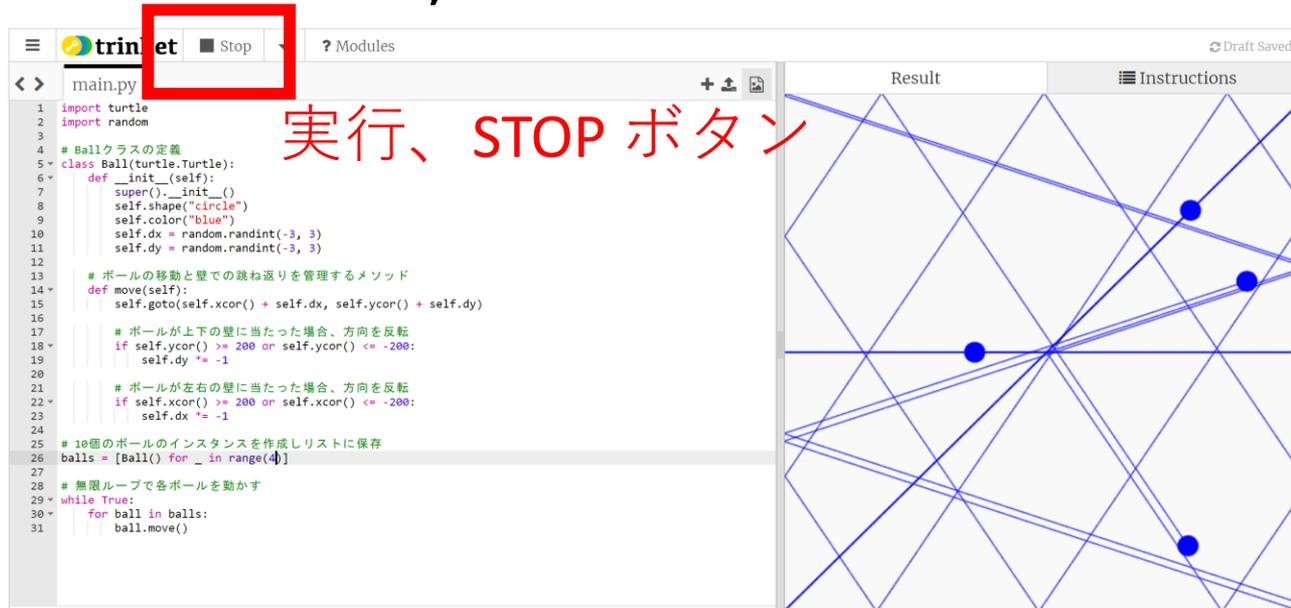 trinket
Stop
? Modules
Draft Saved
main.py
Result
Instructions
実行、STOP ボタン
1 import turtle
2 import random
3
4 # Ballクラスの定義
5 class Ball(turtle.Turtle):
6 def __init__(self):
7 super().__init__()
8 self.shape("circle")
9 self.color("blue")
10 self.dx = random.randint(-3, 3)
11 self.dy = random.randint(-3, 3)
12
13 # ボールの移動と壁での跳ね返りを管理するメソッド
14 def move(self):
15 self.goto(self.xcor() + self.dx, self.ycor() + self.dy)
16
17 # ボールが上下の壁に当たった場合、方向を反転
18 if self.ycor() >= 200 or self.ycor() <= -200:
19 self.dy *= -1
20
21 # ボールが左右の壁に当たった場合、方向を反転
22 if self.xcor() >= 200 or self.xcor() <= -200:
23 self.dx *= -1
24
25 # 10個のボールのインスタンスを作成しリストに保存
26 balls = [Ball() for _ in range(4)]
27
28 # 無限ループで各ボールを動かす
29 while True:
30 for ball in balls:
31 ball.move()